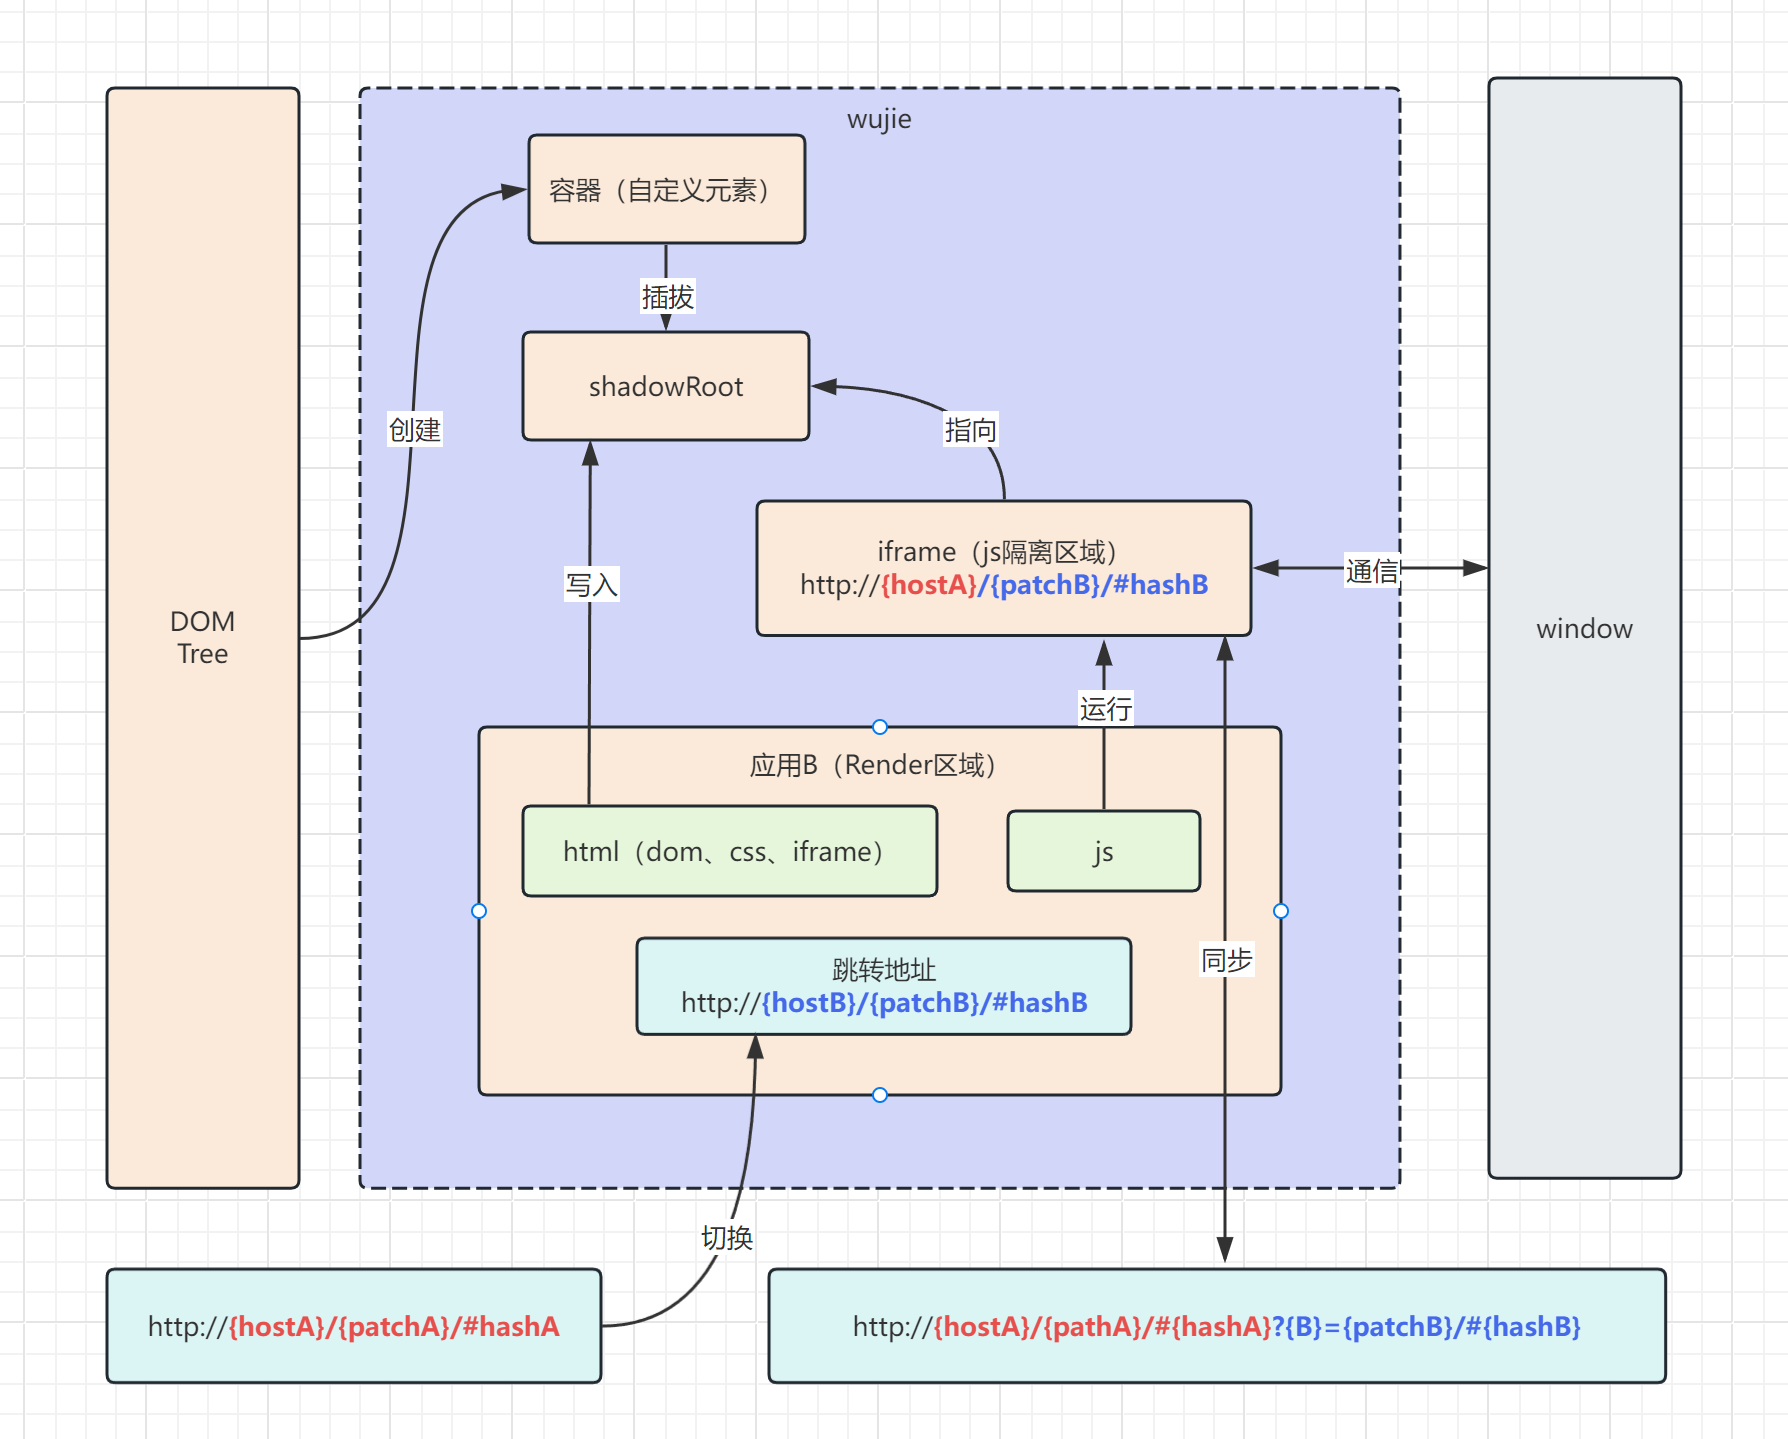 wujie
容器（自定义元素）
插拔
shadowRoot
创建
指向
iframe（js隔离区域）
http://{hostA}/{patchB}/#hashB
通信
写入
DOM
Tree
window
运行
应用B（Render区域）
html（dom、css、iframe）
js
同步
跳转地址
http://{hostB}/{patchB}/#hashB
切换
http://{hostA}/{patchA}/#hashA
http://{hostA}/{pathA}/#{hashA}?{B}={patchB}/#{hashB}